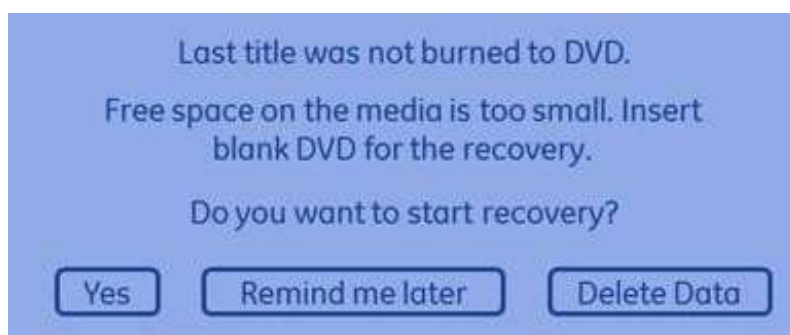 Last title was not burned to DVD.
Free space on the media is too small. Insert
blank DVD for the recovery.
Do you want to start recovery?
Yes Remind me later Delete Data